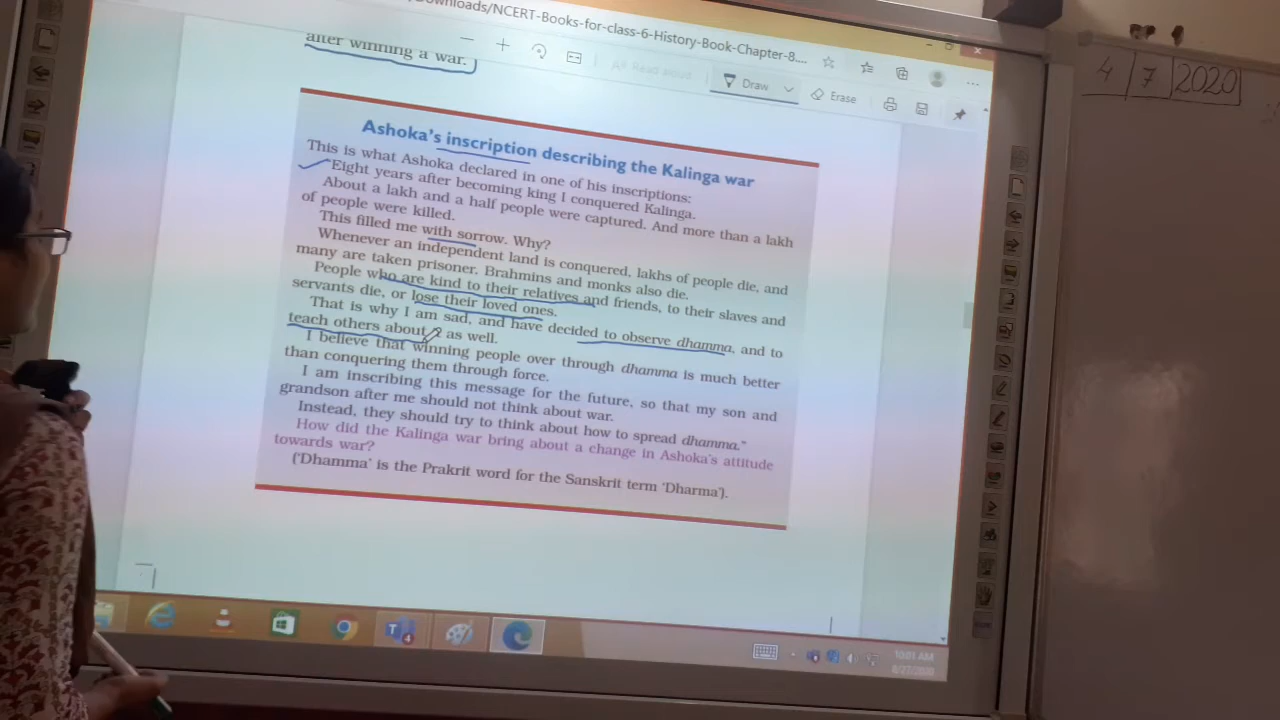 Downloads/NCERT-Books-for-class-6-History-Book-Chapter-8....
Read aloud
Draw
Erase
after winning a war.
Ashoka's inscription describing the Kalinga war
This is what Ashoka declared in one of his inscriptions:
Eight years after becoming king I conquered Kalinga.
About a lakh and a half people were captured. And more than a lakh
of people were killed.
This filled me with sorrow. Why?
Whenever an independent land is conquered, lakhs of people die, and
many are taken prisoner. Brahmins and monks also die.
People who are kind to their relatives and friends, to their slaves and
servants die, or lose their loved ones.
That is why I am sad, and have decided to observe dhamma, and to
teach others about as well.
I believe that winning people over through dhamma is much better
than conquering them through force.
I am inscribing this message for the future, so that my son and
grandson after me should not think about war.
Instead, they should try to think about how to spread dhamma."
How did the Kalinga war bring about a change in Ashoka's attitude
towards war?
('Dhamma' is the Prakrit word for the Sanskrit term 'Dharma').
10:01 AM
8/27/2020
4 7 2020